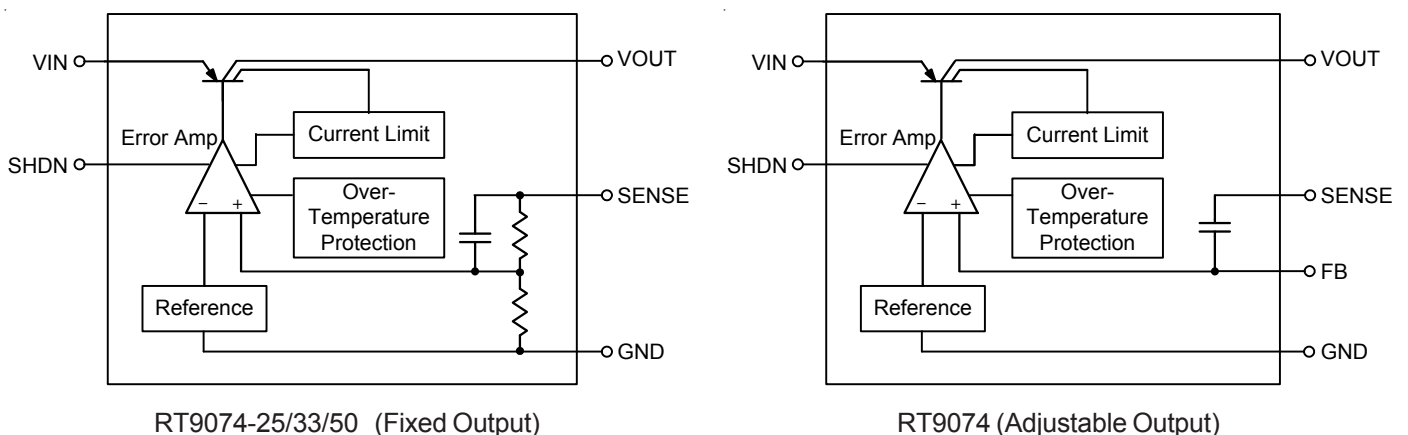 VIN
VOUT
Error Amp
Current Limit
SHDN
Over-
Temperature
Protection
SENSE
− +
Reference
GND
RT9074-25/33/50 (Fixed Output)
VIN
VOUT
Error Amp
Current Limit
SHDN
Over-
Temperature
Protection
SENSE
− +
FB
Reference
GND
RT9074 (Adjustable Output)